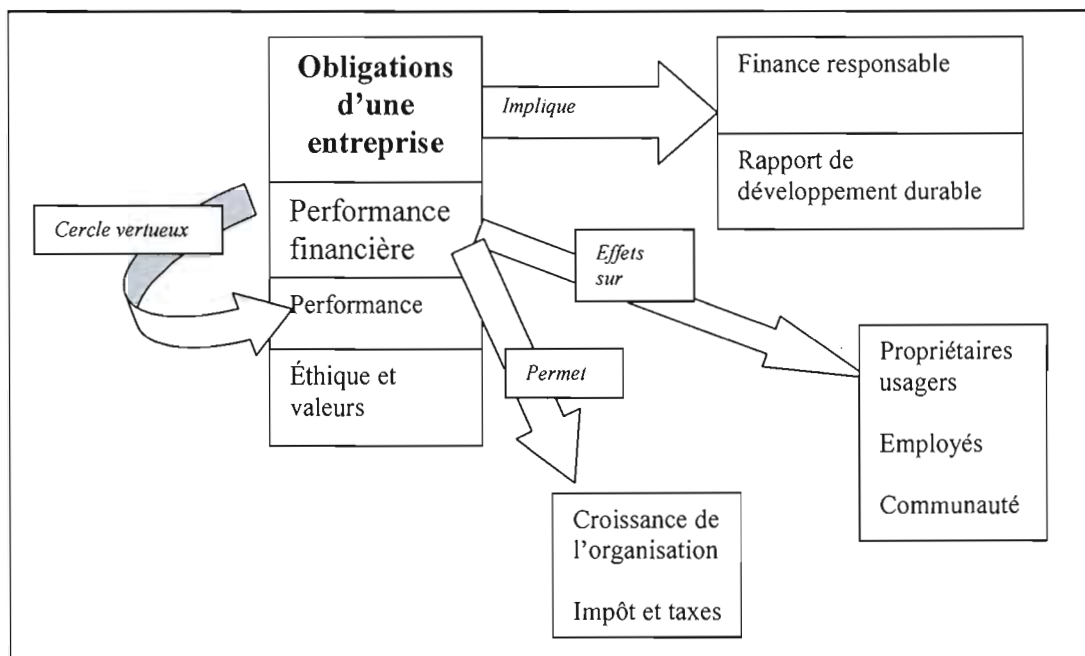 Obligations
d'une
entreprise
Implique
Finance responsable
Rapport de
développement durable
Cercle vertueux
Performance
financière
Effets
sur
Performance
Permet
Éthique et
valeurs
Propriétaires
usagers
Employés
Communauté
Croissance de
l'organisation
Impôt et taxes